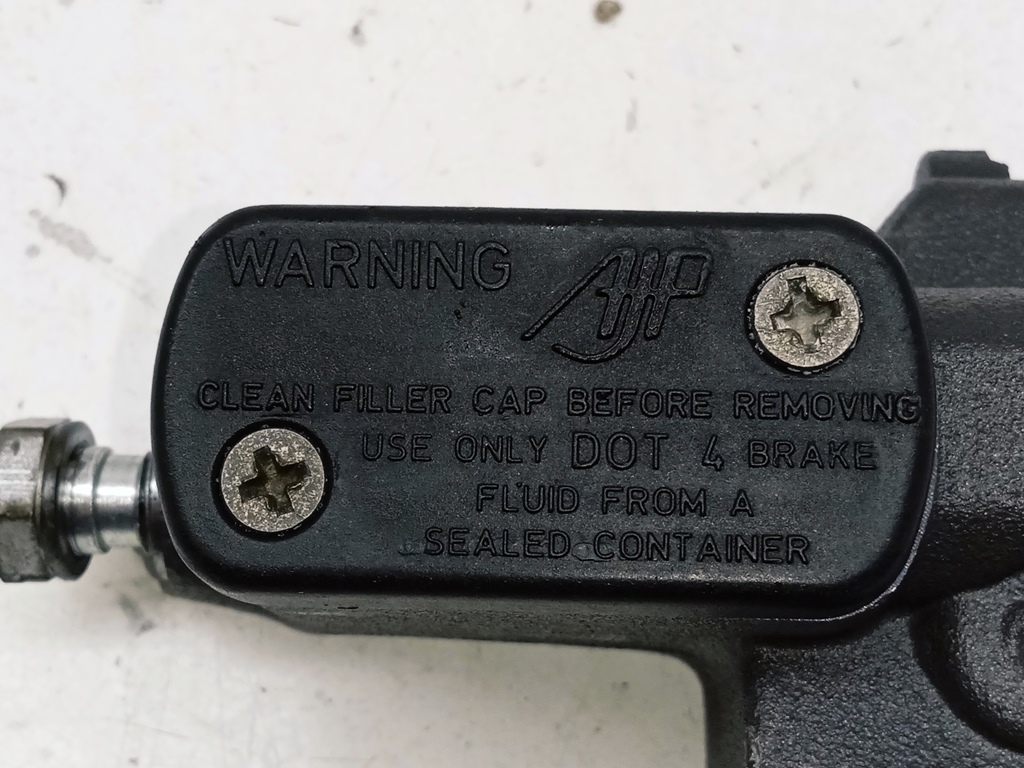 WARNING AJP
CLEAN FILLER CAP BEFORE REMOVING
USE ONLY DOT 4 BRAKE
FLUID FROM A
SEALED CONTAINER